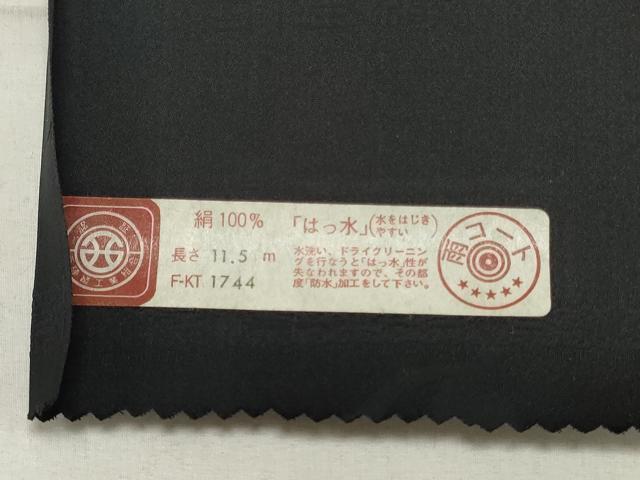 絹 100%
「はっ水」(水をはじきやすい)
長さ 11.5 m
F-KT 1744
水洗い、ドライクリーニン
グを行なうと「はっ水」性が
失なわれますので、その都
度「防水」加工をして下さい。
雨コート
★★★★★